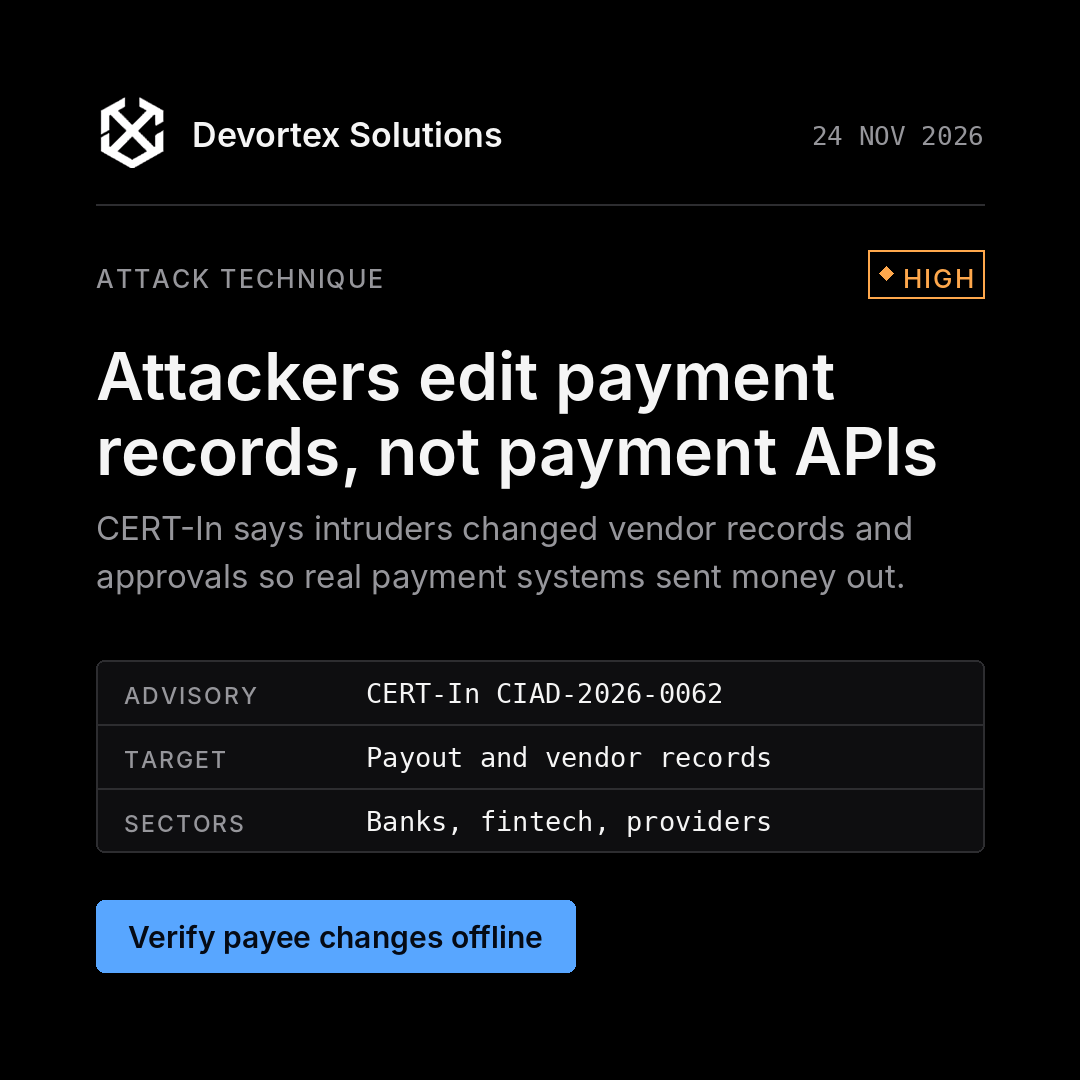 Devortex Solutions
24 NOV 2026
ATTACK TECHNIQUE
HIGH
Attackers edit payment
records, not payment APIs
CERT-In says intruders changed vendor records and
approvals so real payment systems sent money out.
ADVISORY CERT-In CIAD-2026-0062
TARGET Payout and vendor records
SECTORS Banks, fintech, providers
Verify payee changes offline